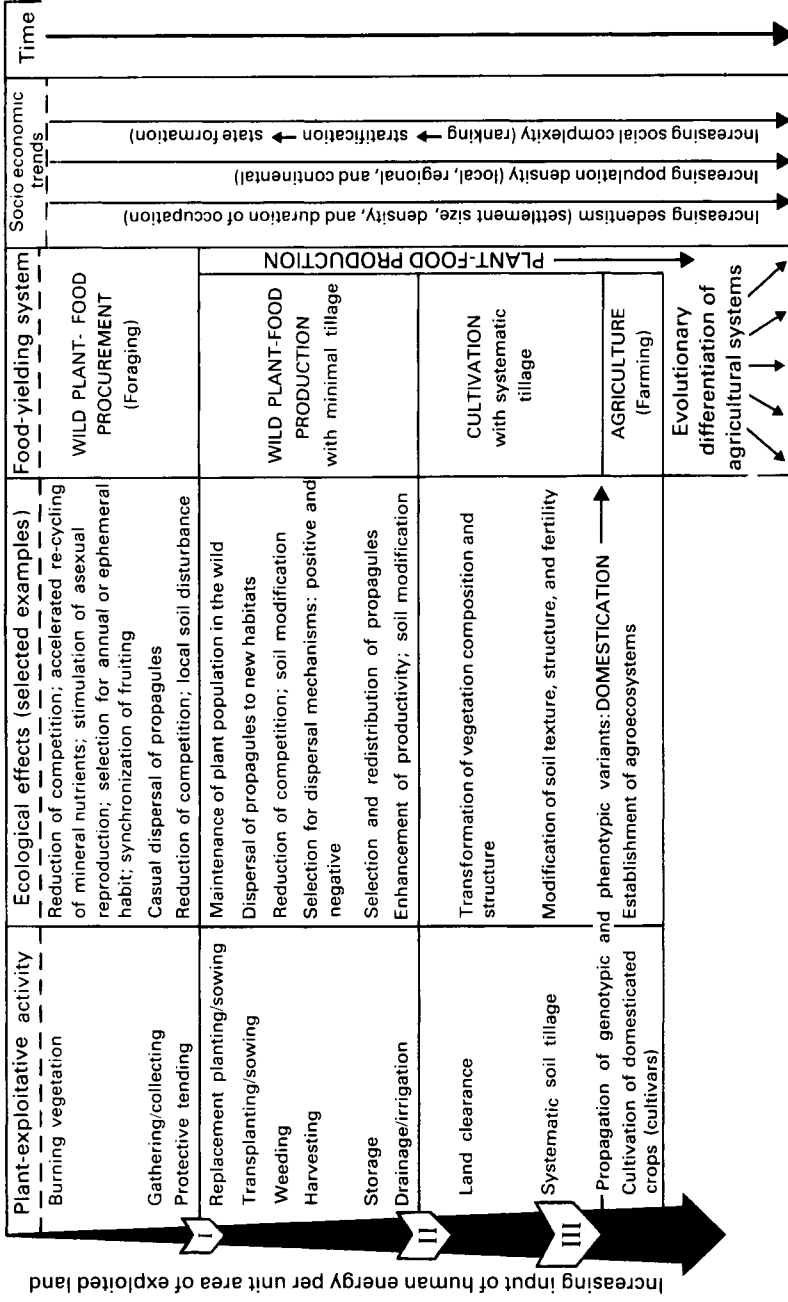 Plant-exploitative activity
Ecological effects (selected examples)
Food-yielding system
Socio economic
trends
Time
Burning vegetation
Reduction of competition; accelerated re-cycling
of mineral nutrients; stimulation of asexual
reproduction; selection for annual or ephemeral
habit; synchronization of fruiting
WILD PLANT- FOOD
PROCUREMENT
(Foraging)
Gathering/collecting
Casual dispersal of propagules
Protective tending
Reduction of competition; local soil disturbance
I
Replacement planting/sowing
Maintenance of plant population in the wild
Transplanting/sowing
Dispersal of propagules to new habitats
Weeding
Reduction of competition; soil modification
Harvesting
Selection for dispersal mechanisms: positive and
negative
Storage
Selection and redistribution of propagules
Drainage/irrigation
Enhancement of productivity; soil modification
WILD PLANT-FOOD
PRODUCTION
with minimal tillage
II
Land clearance
Transformation of vegetation composition and
structure
Systematic soil tillage
Modification of soil texture, structure, and fertility
CULTIVATION
with systematic
tillage
III
Propagation of genotypic and phenotypic variants: DOMESTICATION
Cultivation of domesticated
crops (cultivars)
Establishment of agroecosystems
AGRICULTURE
(Farming)
Evolutionary
differentiation of
agricultural systems
PLANT-FOOD PRODUCTION
Increasing sedentism (settlement size, density, and duration of occupation)
Increasing population density (local, regional, and continental)
Increasing social complexity (ranking → stratification → state formation)
Increasing input of human energy per unit area of exploited land